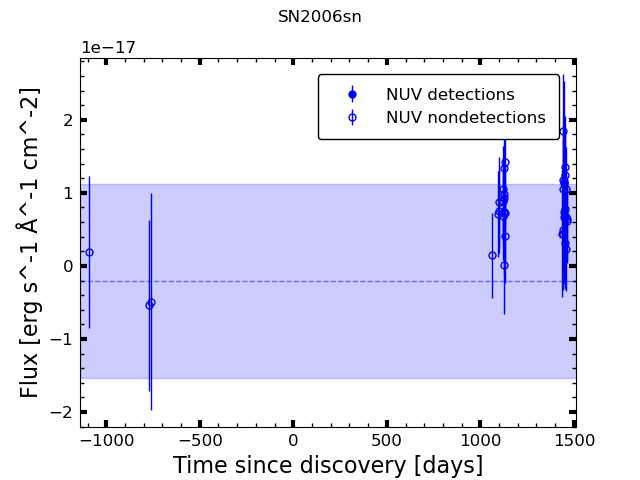 SN2006sn
1e−17
NUV detections
NUV nondetections
2
1
0
−1
−2
Flux [erg s^-1 Å^-1 cm^-2]
−1000 −500 0 500 1000 1500
Time since discovery [days]